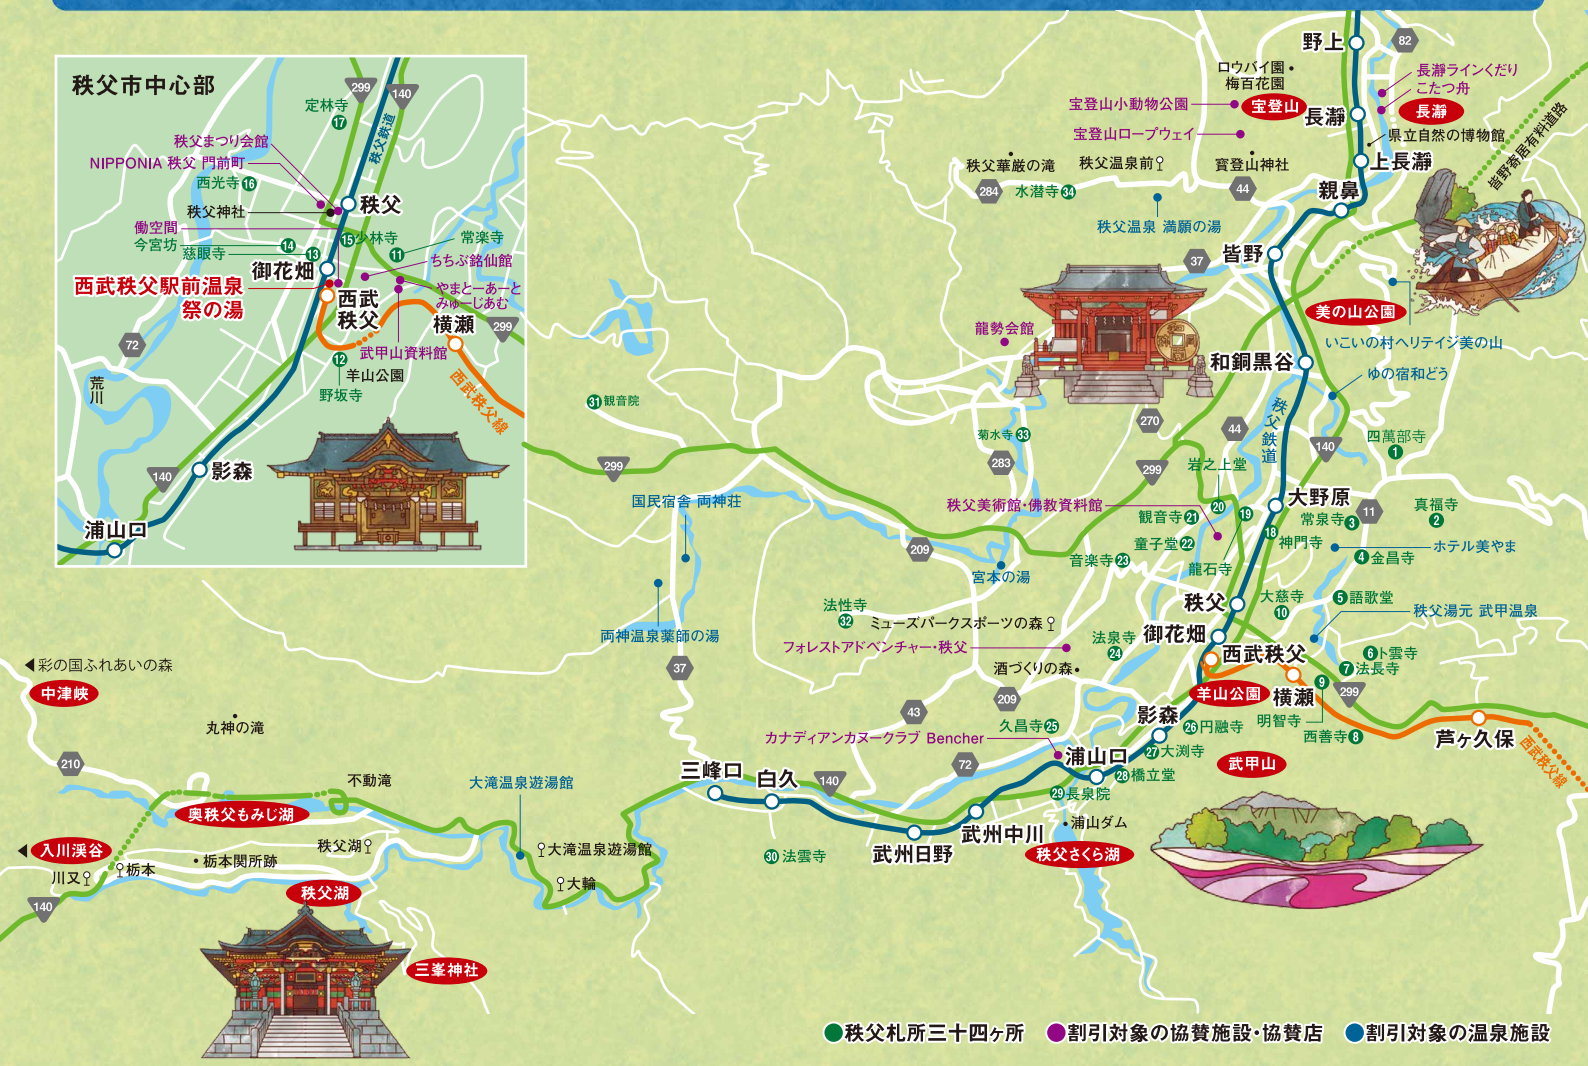 秩父市中心部
299
140
定林寺
17
秩父鉄道
秩父まつり会館
NIPPONIA 秩父 門前町
西光寺 16
秩父神社
秩父
働空間
今宮坊
14
慈眼寺
13
15 少林寺
11
常楽寺
御花畑
ちちぶ銘仙館
西武秩父駅前温泉
祭の湯
西武
秩父
やまとーあーと
みゅーじあむ
横瀬
299
72
武甲山資料館
12
羊山公園
野坂寺
西武秩父線
荒川
140
影森
浦山口
野上
82
ロウバイ園
梅百花園
長瀞ラインくだり
こたつ舟
宝登山小動物公園
宝登山
長瀞
長瀞
宝登山ロープウェイ
県立自然の博物館
皆野寄居有料道路
秩父華厳の滝
秩父温泉前
寳登山神社
上長瀞
284
水潜寺 34
44
親鼻
秩父温泉 満願の湯
37
皆野
美の山公園
龍勢会館
いこいの村ヘリテイジ美の山
和銅黒谷
ゆの宿和どう
31 観音院
270
44
秩父鉄道
菊水寺 33
140
四萬部寺
1
299
283
299
岩之上堂
国民宿舎 両神荘
秩父美術館・佛教資料館
20
19
大野原
11
真福寺
2
観音寺 21
常泉寺 3
18
神門寺
童子堂 22
ホテル美やま
209
音楽寺 23
4 金昌寺
龍石寺
宮本の湯
秩父
大慈寺
10
5 語歌堂
法性寺
32
ミューズパークスポーツの森
秩父湯元 武甲温泉
両神温泉薬師の湯
御花畑
法泉寺
24
フォレストアドベンチャー・秩父
西武秩父
6 卜雲寺
7 法長寺
彩の国ふれあいの森
37
酒づくりの森
中津峡
羊山公園
横瀬
9
299
209
43
丸神の滝
影森
久昌寺 25
26 円融寺
明智寺
カナディアンカヌークラブ Bencher
西善寺 8
芦ヶ久保
27 大渕寺
浦山口
武甲山
西武秩父線
210
72
三峰口
白久
140
28 橋立堂
不動滝
大滝温泉遊湯館
29 長泉院
奥秩父もみじ湖
浦山ダム
武州中川
入川渓谷
秩父湖
大滝温泉遊湯館
武州日野
秩父さくら湖
30 法雲寺
栃本関所跡
川又
栃本
大輪
秩父湖
140
三峯神社
秩父札所三十四ヶ所
割引対象の協賛施設・協賛店
割引対象の温泉施設